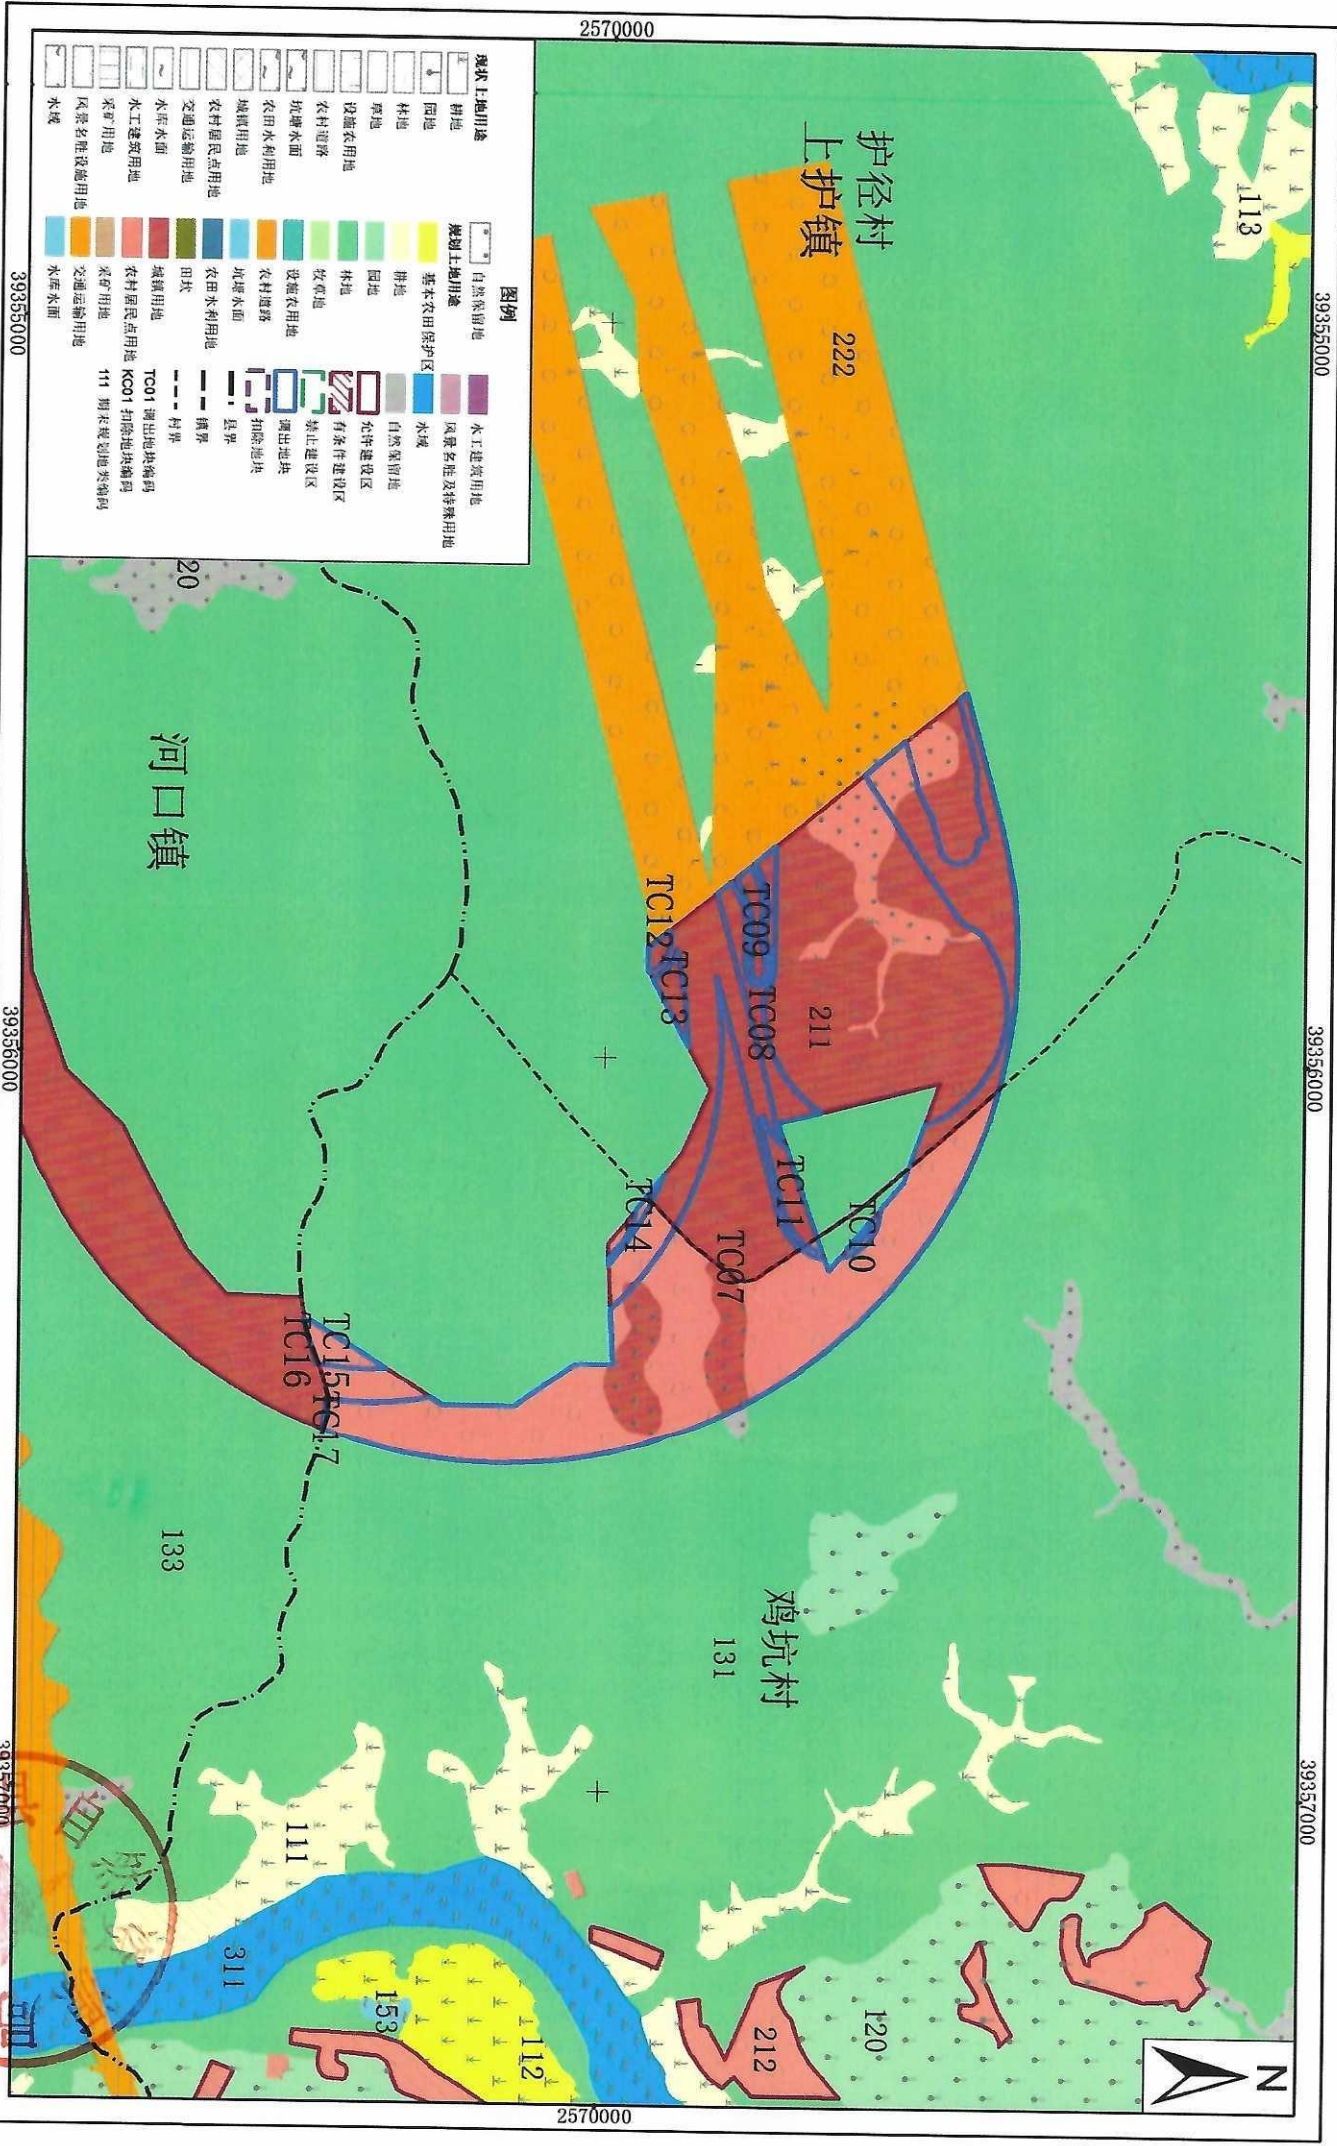 2570000
39355000
39356000
39357000
护径村
上护镇
113
222
211
TC12
TC13
TC09
TC08
TC11
TC10
TC14
TC07
TC15
TC16
TC17
河口镇
20
133
鸡坑村
131
111
311
153
112
212
120
N
2570000
39355000
39356000
图例
现状土地用途
耕地
园地
林地
草地
设施农用地
农村道路
坑塘水面
农田水利用地
城镇用地
农村居民点用地
交通运输用地
水库水面
水工建筑用地
采矿用地
风景名胜设施用地
水域
自然保留地
规划土地用途
基本农田保护区
耕地
园地
林地
牧草地
设施农用地
农村道路
坑塘水面
农田水利用地
田坎
城镇用地
农村居民点用地
采矿用地
交通运输用地
水库水面
水工建筑用地
风景名胜及特殊用地
水域
自然保留地
允许建设区
有条件建设区
禁止建设区
调出地块
扣除地块
县界
镇界
村界
TC01 调出地块编码
KC01 扣除地块编码
111 期末规划地类编码